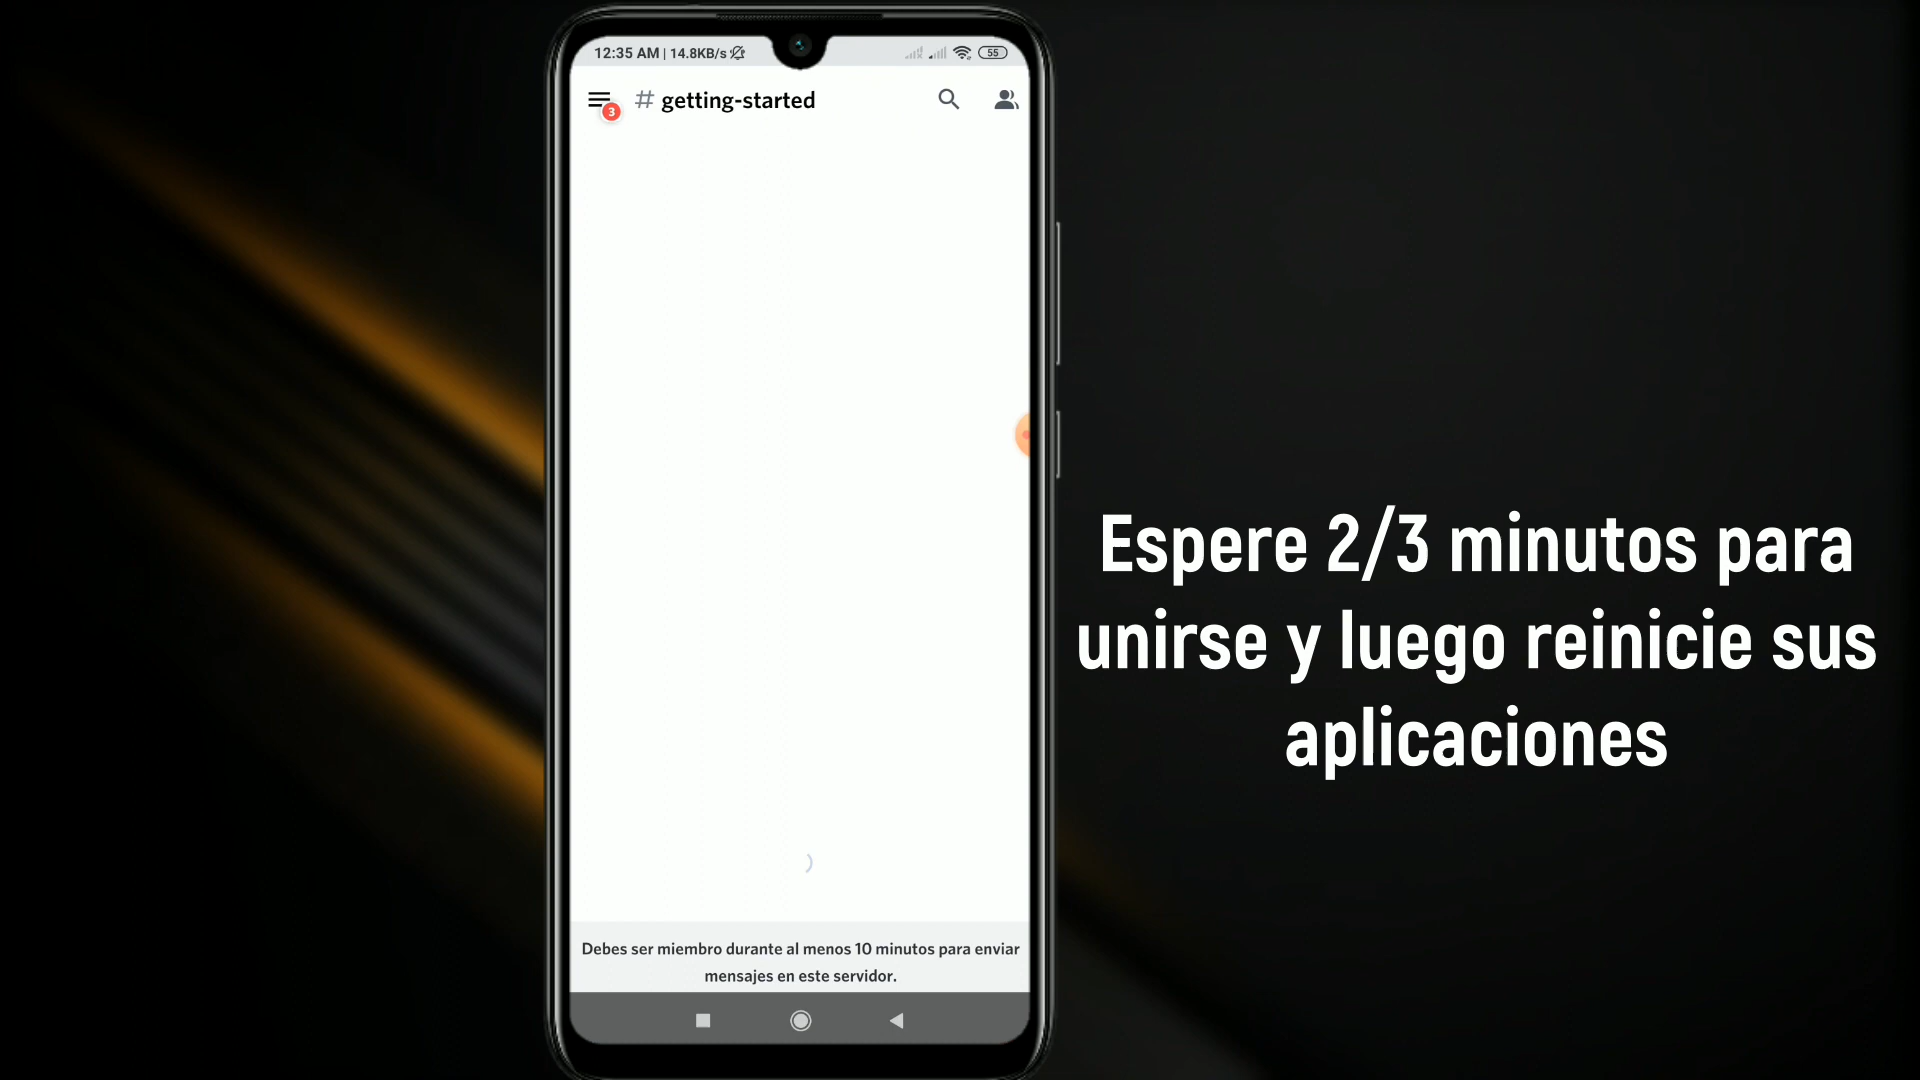 12:35 AM | 14.8KB/s
55
3
# getting-started
Espere 2/3 minutos para
unirse y luego reinicie sus
aplicaciones
Debes ser miembro durante al menos 10 minutos para enviar
mensajes en este servidor.